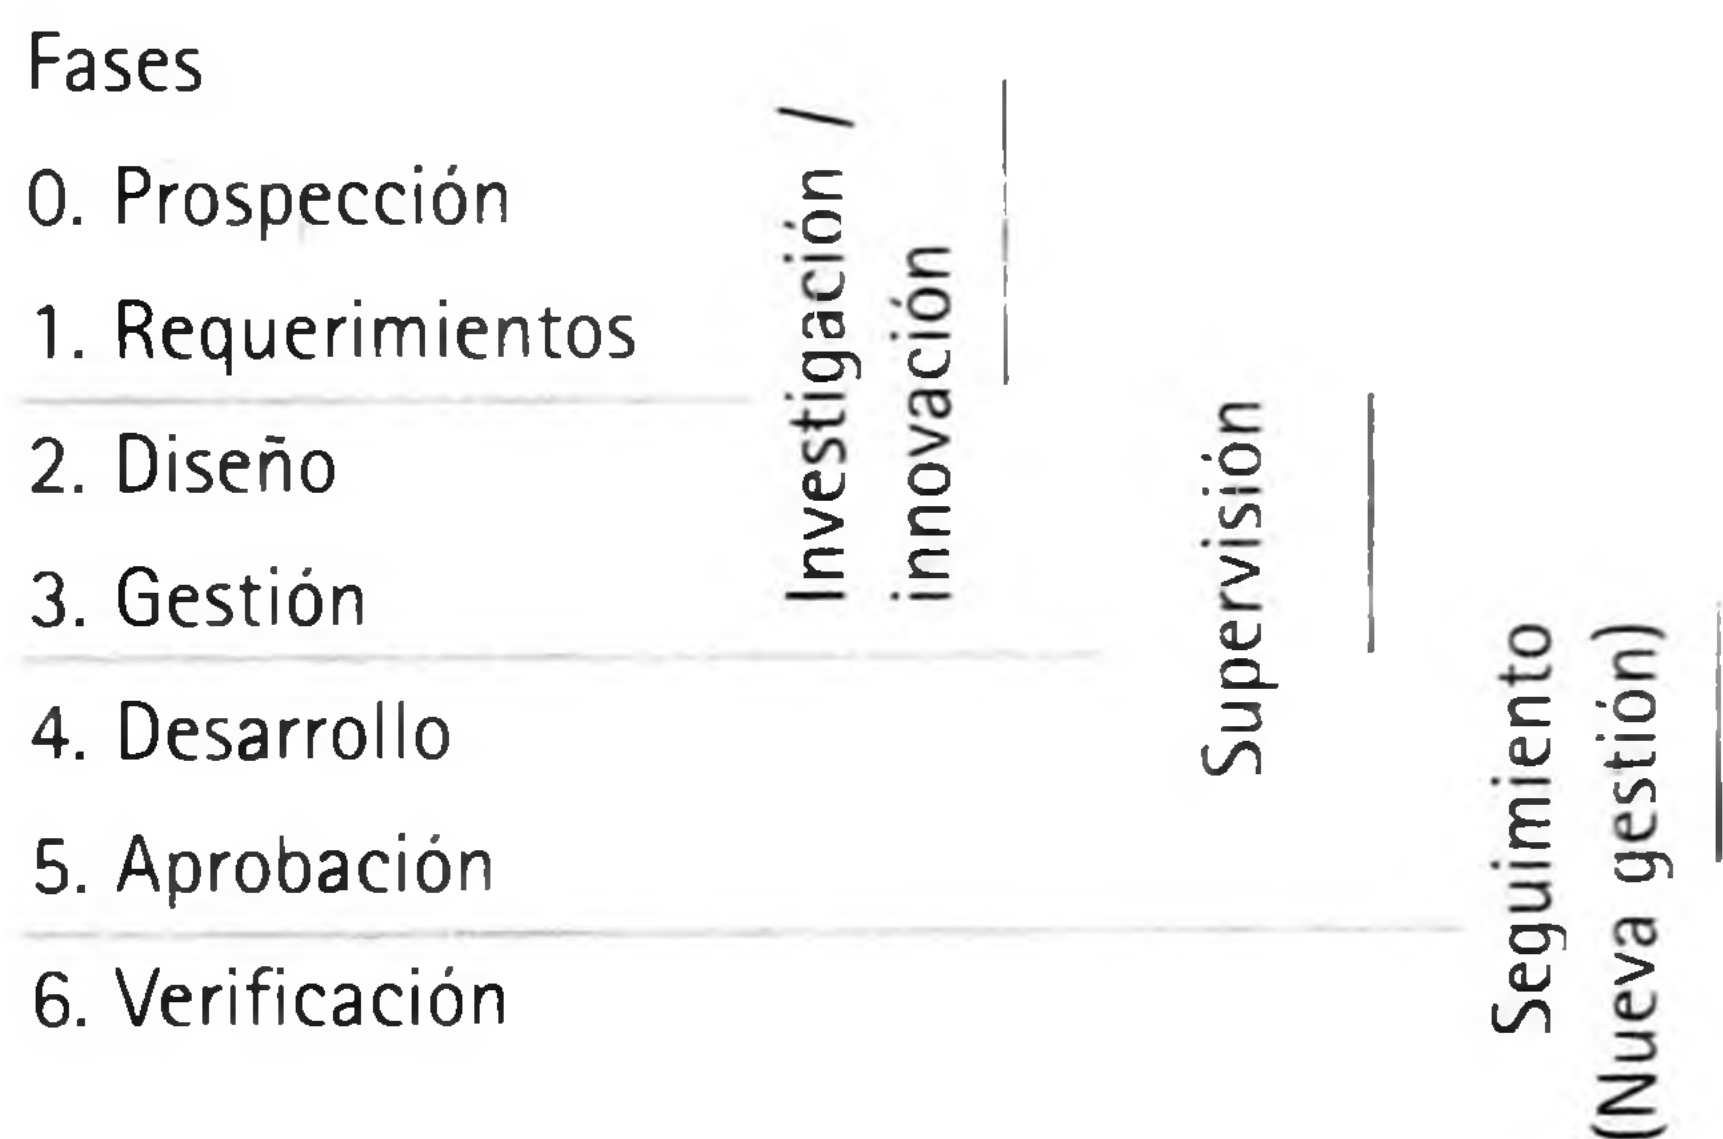 Fases
0. Prospección
1. Requerimientos
2. Diseño
3. Gestión
4. Desarrollo
5. Aprobación
6. Verificación
Investigación /
innovación
Supervisión
Seguimiento
(Nueva gestión)